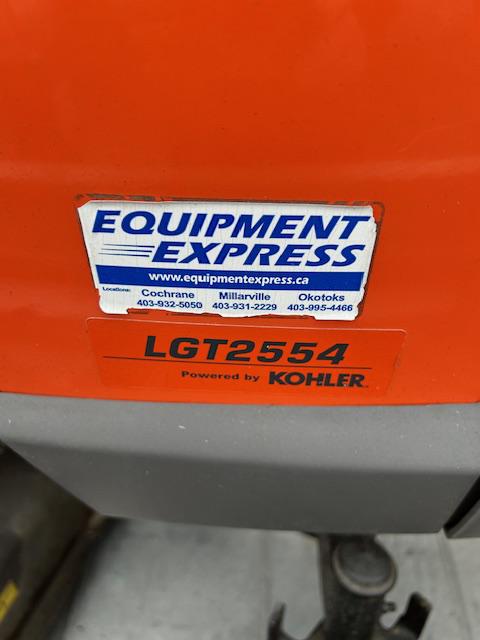 EQUIPMENT
EXPRESS
www.equipmentexpress.ca
Locations: Cochrane Millarville Okotoks
403-932-5050 403-931-2229 403-995-4466
LGT2554
Powered by KOHLER.